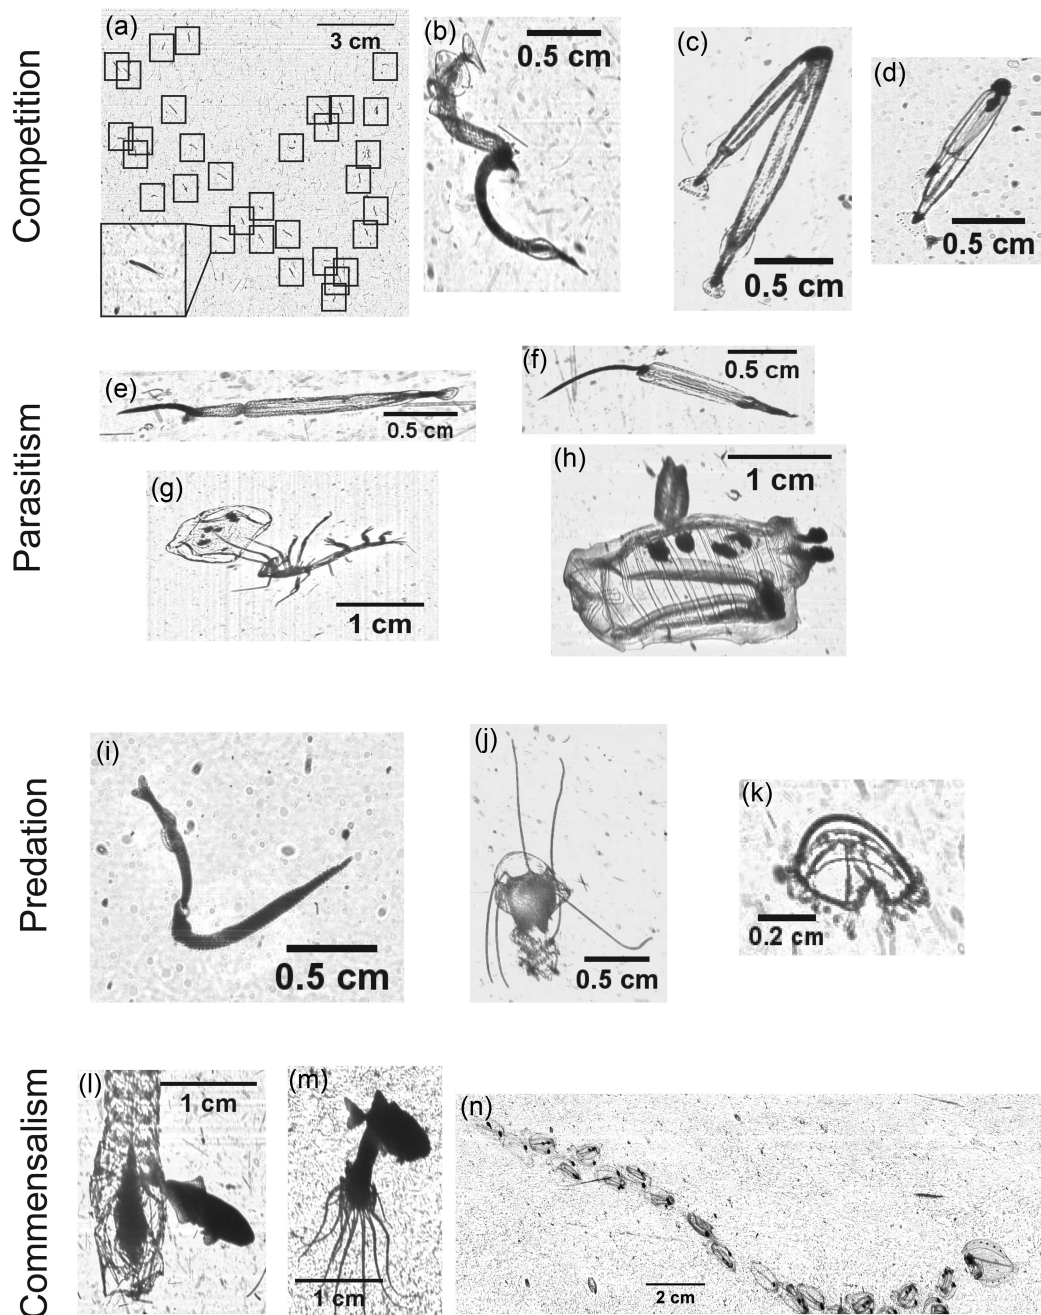 Competition
(a)
3 cm
(b)
0.5 cm
(c)
0.5 cm
(d)
0.5 cm
Parasitism
(e)
0.5 cm
(f)
0.5 cm
(g)
1 cm
(h)
1 cm
Predation
(i)
0.5 cm
(j)
0.5 cm
(k)
0.2 cm
Commensalism
(l)
1 cm
(m)
1 cm
(n)
2 cm